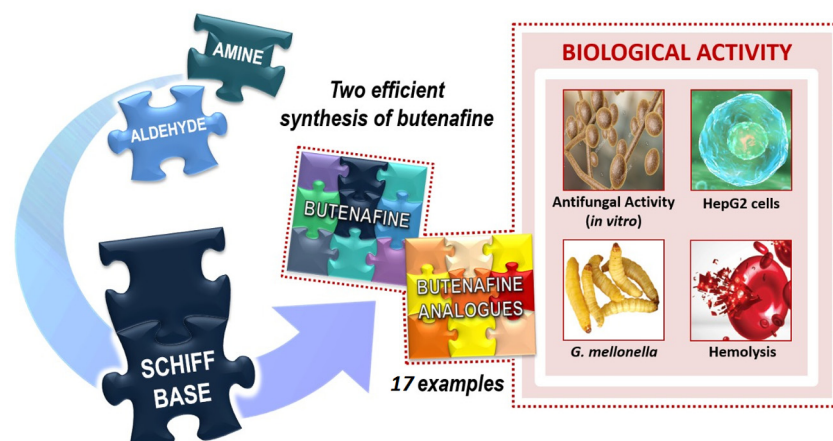 AMINE
ALDEHYDE
SCHIFF
BASE
Two efficient
synthesis of butenafine
BUTENAFINE
BUTENAFINE
ANALOGUES
17 examples
BIOLOGICAL ACTIVITY
Antifungal Activity
(in vitro)
HepG2 cells
G. mellonella
Hemolysis